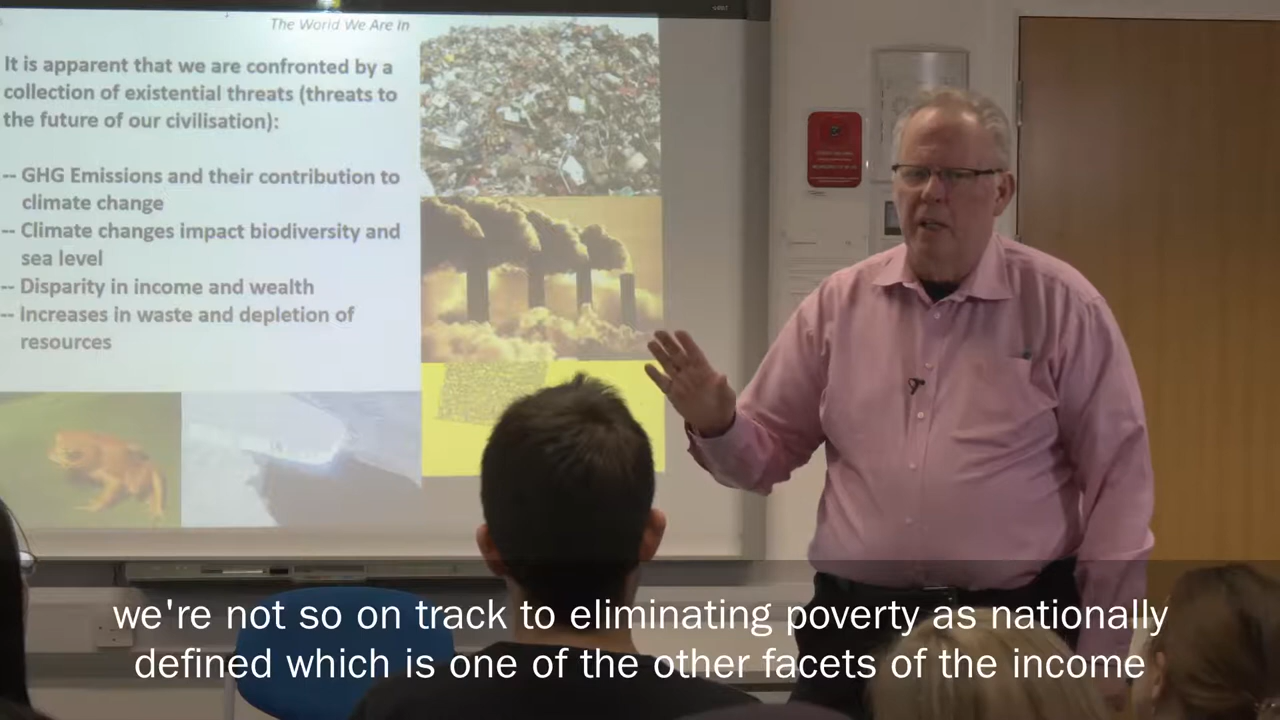 The World We Are In
It is apparent that we are confronted by a
collection of existential threats (threats to
the future of our civilisation):
-- GHG Emissions and their contribution to
climate change
-- Climate changes impact biodiversity and
sea level
-- Disparity in income and wealth
-- Increases in waste and depletion of
resources
we're not so on track to eliminating poverty as nationally
defined which is one of the other facets of the income